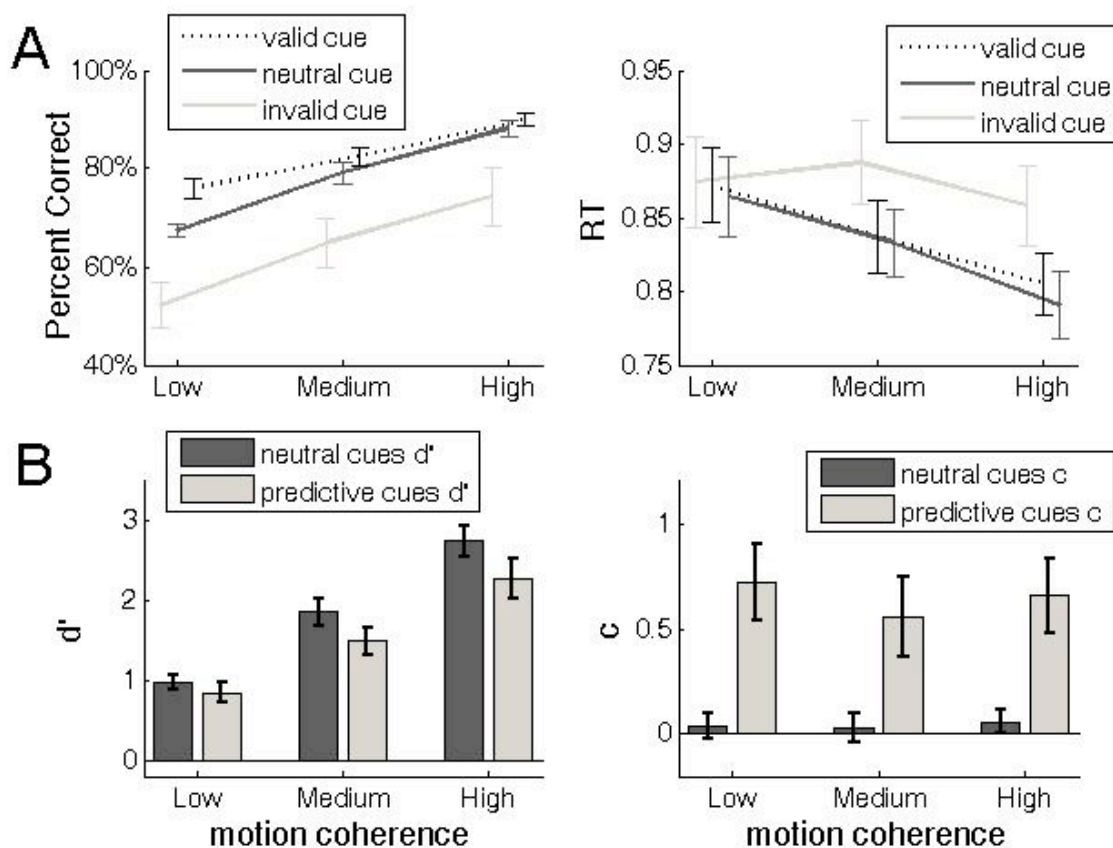 A
valid cue
neutral cue
invalid cue
100%
80%
60%
40%
Percent Correct
Low
Medium
High
valid cue
neutral cue
invalid cue
0.95
0.9
0.85
0.8
0.75
RT
Low
Medium
High
B
neutral cues d'
predictive cues d'
3
2
1
0
d'
Low
Medium
High
motion coherence
neutral cues c
predictive cues c
1
0.5
0
c
Low
Medium
High
motion coherence